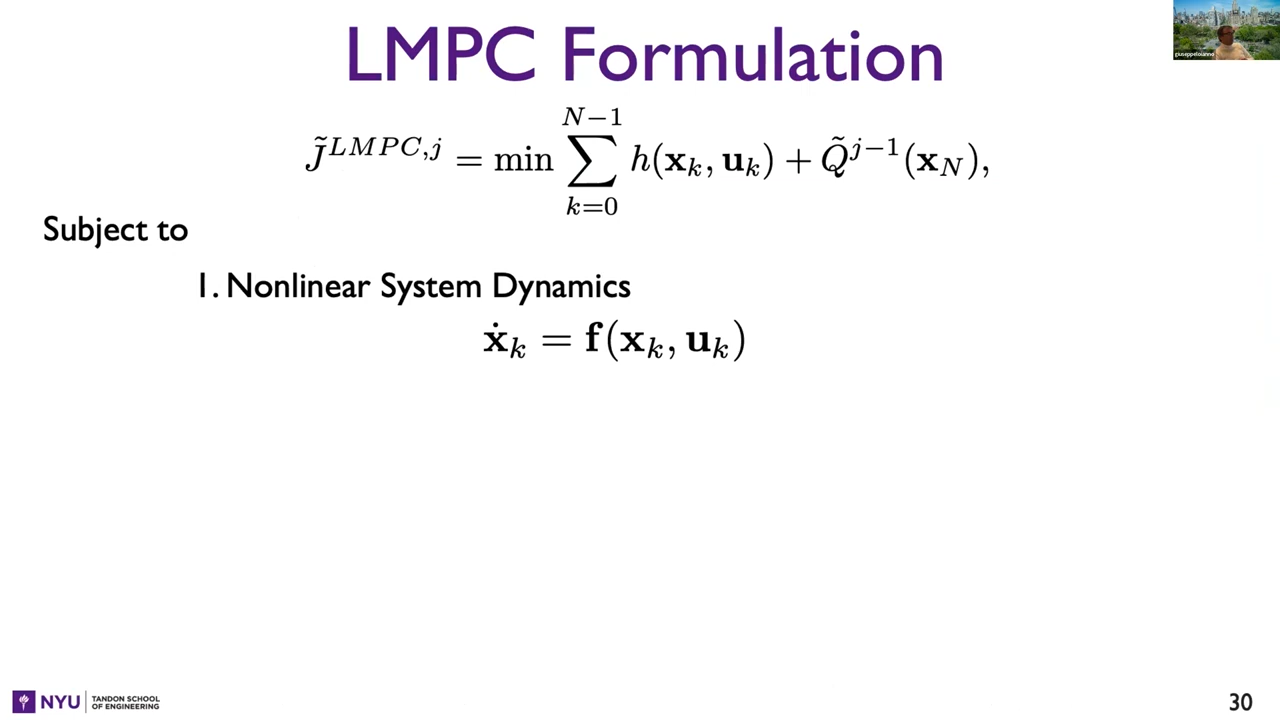 LMPC Formulation
J̃^{LMPC,j} = min ∑_{k=0}^{N−1} h(𝐱_k, 𝐮_k) + Q̃^{j−1}(𝐱_N),
Subject to
1. Nonlinear System Dynamics
𝐱̇_k = 𝐟(𝐱_k, 𝐮_k)
NYU TANDON SCHOOL
OF ENGINEERING
30